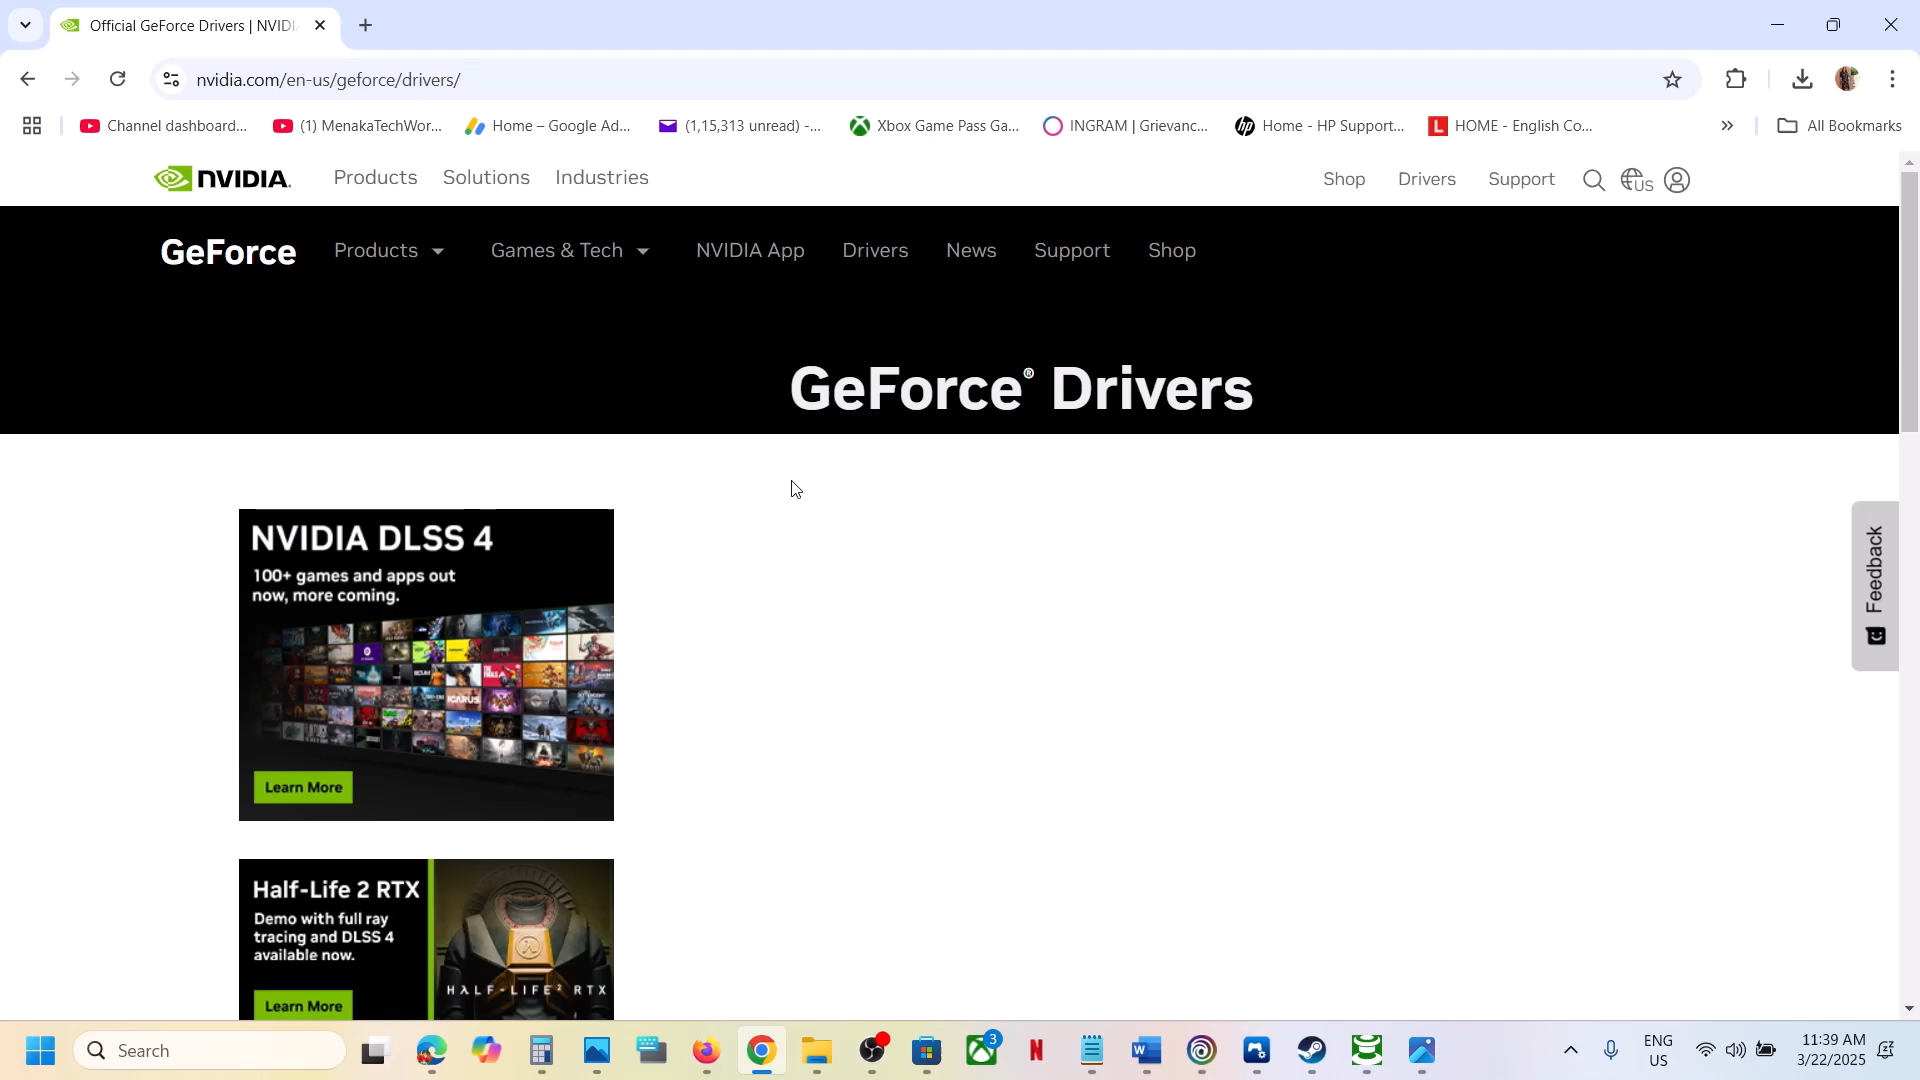 Official GeForce Drivers | NVIDI
nvidia.com/en-us/geforce/drivers/
Channel dashboard...
(1) MenakaTechWor...
Home – Google Ad...
(1,15,313 unread) -...
Xbox Game Pass Ga...
INGRAM | Grievanc...
Home - HP Support...
HOME - English Co...
All Bookmarks
NVIDIA.
Products
Solutions
Industries
Shop
Drivers
Support
US
GeForce
Products
Games & Tech
NVIDIA App
Drivers
News
Support
Shop
GeForce® Drivers
NVIDIA DLSS 4
100+ games and apps out
now, more coming.
Learn More
Half-Life 2 RTX
Demo with full ray
tracing and DLSS 4
available now.
Learn More
HλLF-LIFE² RTX
Feedback
Search
3
ENG
US
11:39 AM
3/22/2025